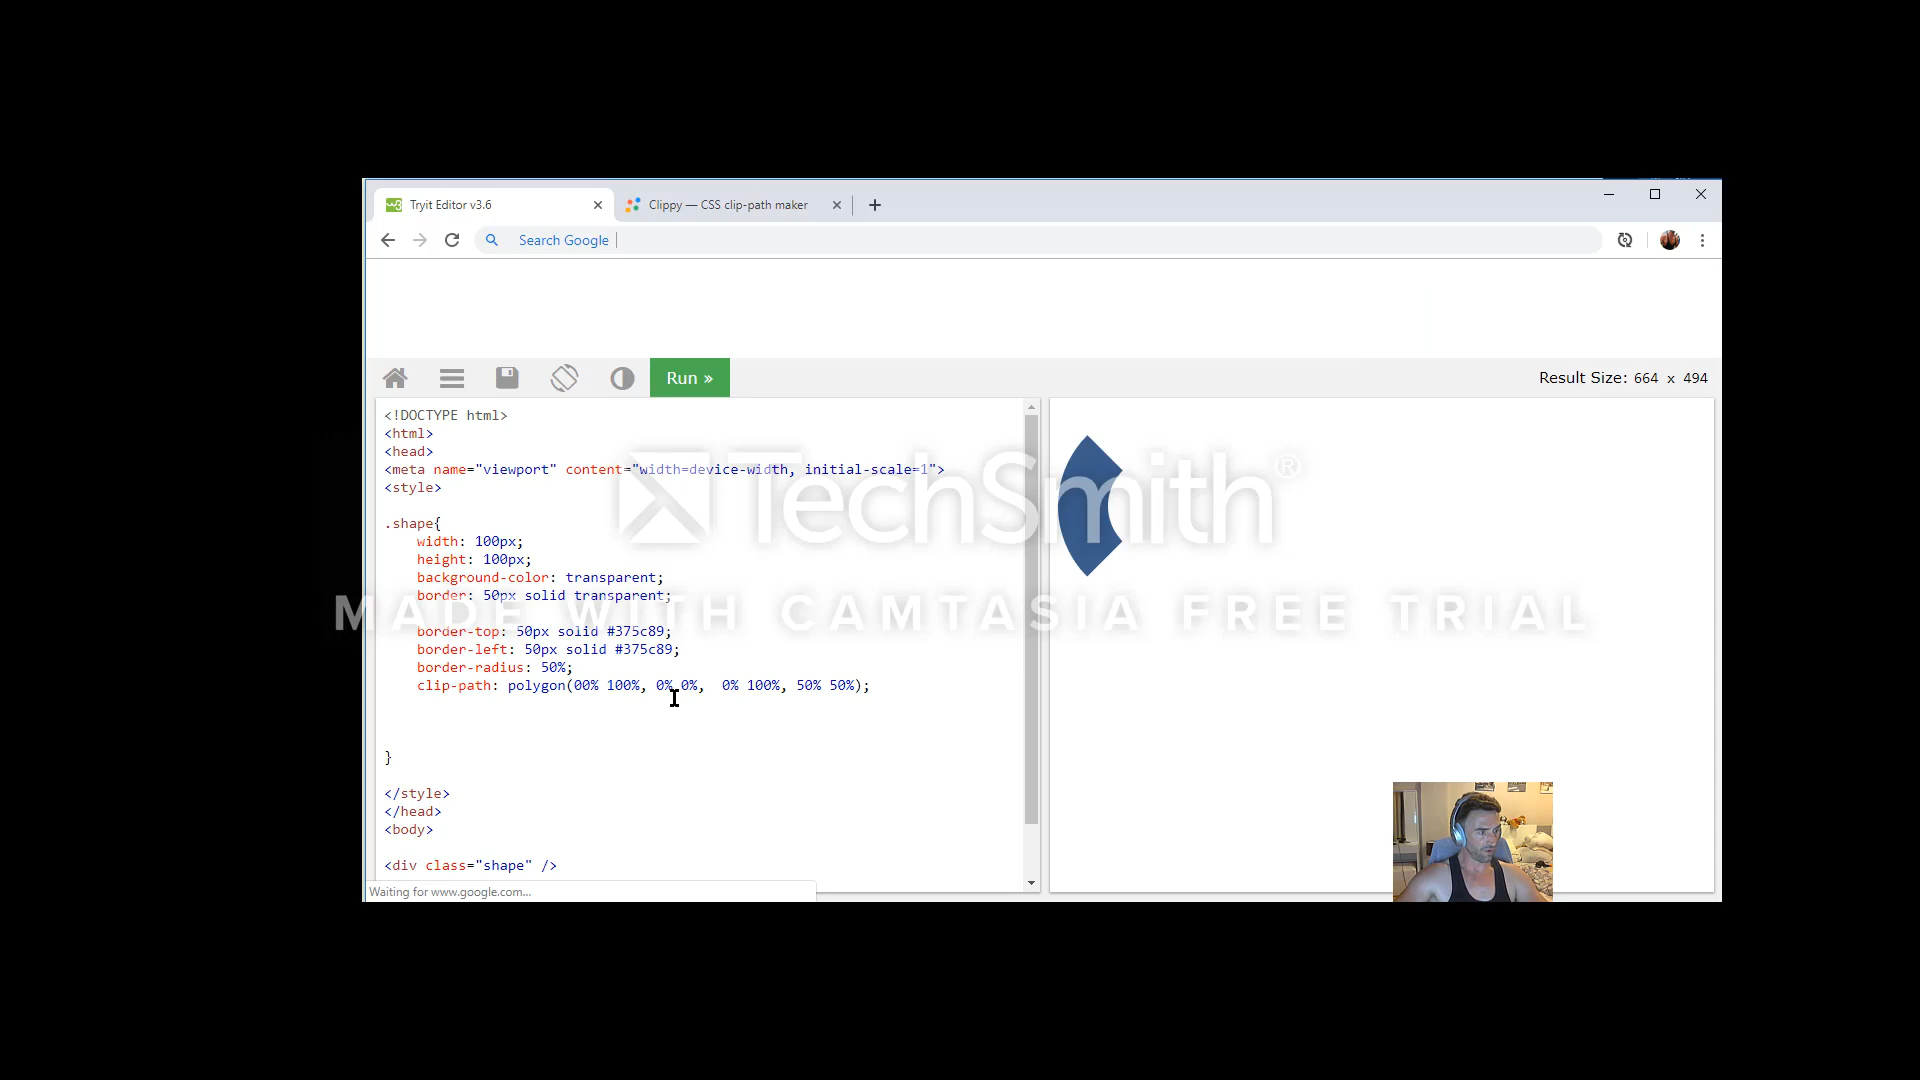 Tryit Editor v3.6
Clippy — CSS clip-path maker
Search Google
Run »
Result Size: 664 x 494
<!DOCTYPE html>
<html>
<head>
<meta name="viewport" content="width=device-width, initial-scale=1">
<style>
.shape{
width: 100px;
height: 100px;
background-color: transparent;
border: 50px solid transparent;
border-top: 50px solid #375c89;
border-left: 50px solid #375c89;
border-radius: 50%;
clip-path: polygon(00% 100%, 0% 0%,  0% 100%, 50% 50%);
}
</style>
</head>
<body>
<div class="shape" />
Waiting for www.google.com...
TechSmith®
MADE WITH CAMTASIA FREE TRIAL